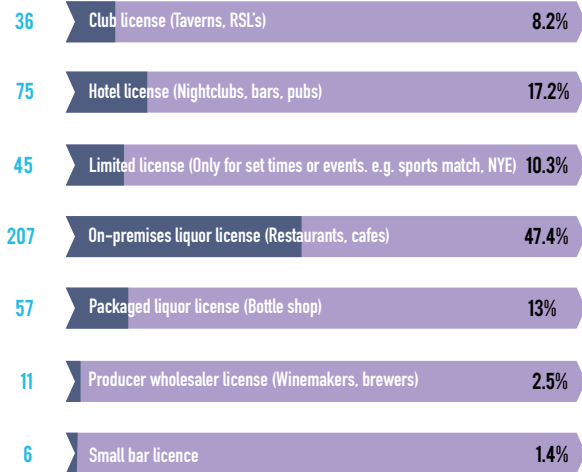 36 Club license (Taverns, RSL's) 8.2%
75 Hotel license (Nightclubs, bars, pubs) 17.2%
45 Limited license (Only for set times or events. e.g. sports match, NYE) 10.3%
207 On-premises liquor license (Restaurants, cafes) 47.4%
57 Packaged liquor license (Bottle shop) 13%
11 Producer wholesaler license (Winemakers, brewers) 2.5%
6 Small bar licence 1.4%